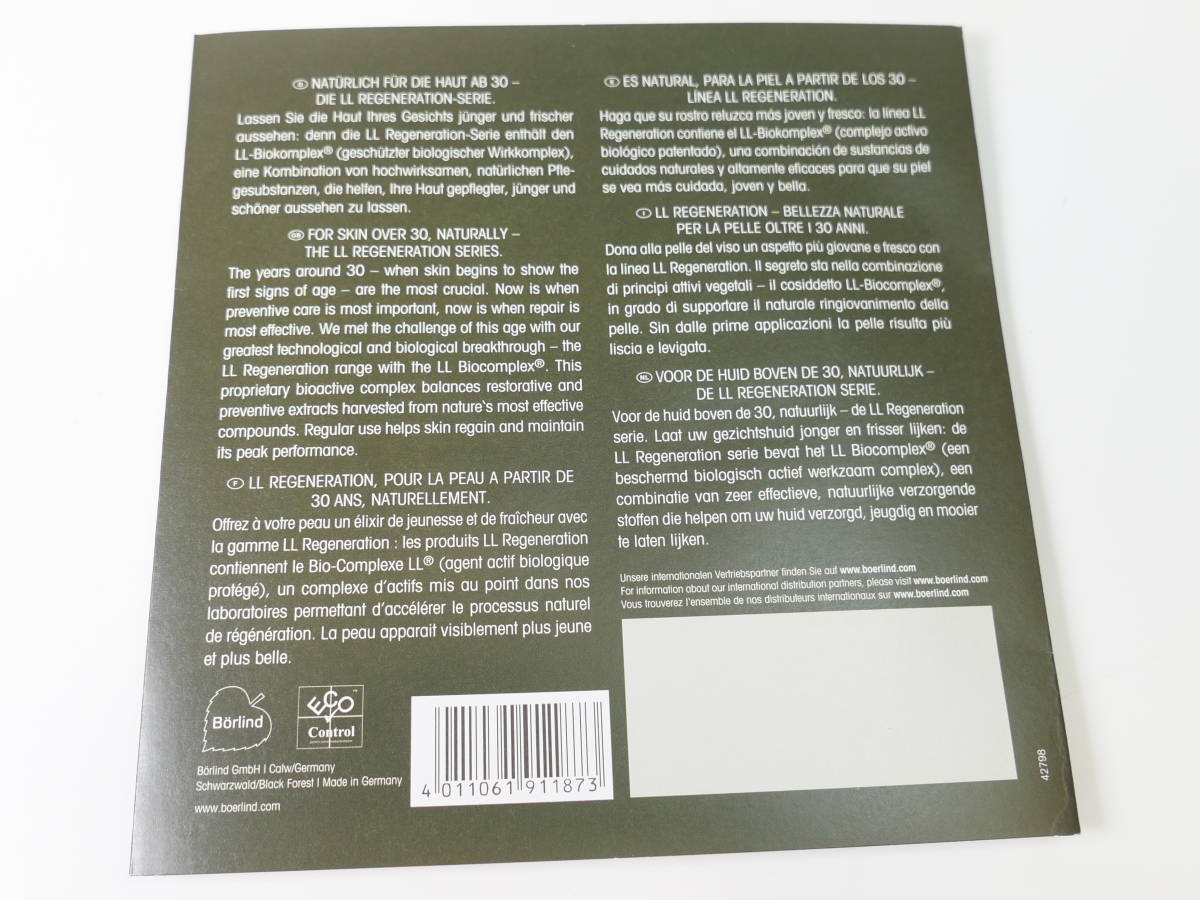 D NATÜRLICH FÜR DIE HAUT AB 30 –
DIE LL REGENERATION-SERIE.
Lassen Sie die Haut Ihres Gesichts jünger und frischer
aussehen: denn die LL Regeneration-Serie enthält den
LL-Biokomplex® (geschützter biologischer Wirkkomplex),
eine Kombination von hochwirksamen, natürlichen Pfle-
gesubstanzen, die helfen, Ihre Haut gepflegter, jünger und
schöner aussehen zu lassen.
GB FOR SKIN OVER 30, NATURALLY –
THE LL REGENERATION SERIES.
The years around 30 – when skin begins to show the
first signs of age – are the most crucial. Now is when
preventive care is most important, now is when repair is
most effective. We met the challenge of this age with our
greatest technological and biological breakthrough – the
LL Regeneration range with the LL Biocomplex®. This
proprietary bioactive complex balances restorative and
preventive extracts harvested from nature's most effective
compounds. Regular use helps skin regain and maintain
its peak performance.
F LL REGENERATION, POUR LA PEAU A PARTIR DE
30 ANS, NATURELLEMENT.
Offrez à votre peau un élixir de jeunesse et de fraîcheur avec
la gamme LL Regeneration : les produits LL Regeneration
contiennent le Bio-Complexe LL® (agent actif biologique
protégé), un complexe d'actifs mis au point dans nos
laboratoires permettant d'accélérer le processus naturel
de régénération. La peau apparait visiblement plus jeune
et plus belle.
Börlind
ECO
Control
Börlind GmbH I Calw/Germany
Schwarzwald/Black Forest I Made in Germany
www.boerlind.com
4 011061 911873
E ES NATURAL, PARA LA PIEL A PARTIR DE LOS 30 –
LÍNEA LL REGENERATION.
Haga que su rostro reluzca más joven y fresco: la línea LL
Regeneration contiene el LL-Biokomplex® (complejo activo
biológico patentado), una combinación de sustancias de
cuidados naturales y altamente eficaces para que su piel
se vea más cuidada, joven y bella.
I LL REGENERATION – BELLEZZA NATURALE
PER LA PELLE OLTRE I 30 ANNI.
Dona alla pelle del viso un aspetto più giovane e fresco con
la linea LL Regeneration. Il segreto sta nella combinazione
di principi attivi vegetali – il cosiddetto LL-Biocomplex®,
in grado di supportare il naturale ringiovanimento della
pelle. Sin dalle prime applicazioni la pelle risulta più
liscia e levigata.
NL VOOR DE HUID BOVEN DE 30, NATUURLIJK –
DE LL REGENERATION SERIE.
Voor de huid boven de 30, natuurlijk – de LL Regeneration
serie. Laat uw gezichtshuid jonger en frisser lijken: de
LL Regeneration serie bevat het LL Biocomplex® (een
beschermd biologisch actief werkzaam complex), een
combinatie van zeer effectieve, natuurlijke verzorgende
stoffen die helpen om uw huid verzorgd, jeugdig en mooier
te laten lijken.
Unsere internationalen Vertriebspartner finden Sie auf www.boerlind.com
For information about our international distribution partners, please visit www.boerlind.com
Vous trouverez l'ensemble de nos distributeurs internationaux sur www.boerlind.com
42798